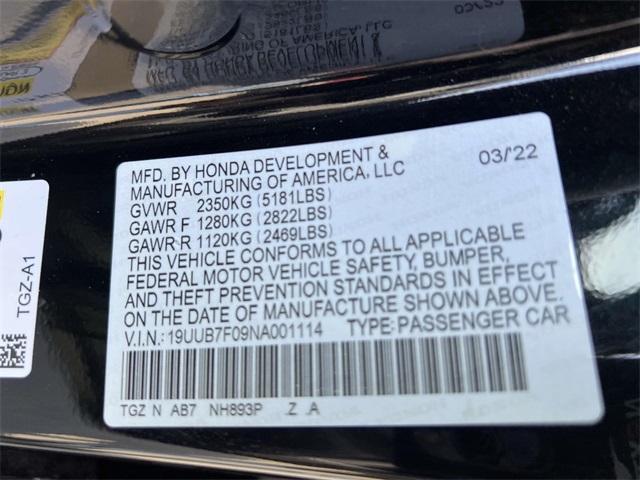 MFD. BY HONDA DEVELOPMENT &
MANUFACTURING OF AMERICA, LLC 03/'22
GVWR 2350KG (5181LBS)
GAWR F 1280KG (2822LBS)
GAWR R 1120KG (2469LBS)
THIS VEHICLE CONFORMS TO ALL APPLICABLE
FEDERAL MOTOR VEHICLE SAFETY, BUMPER,
AND THEFT PREVENTION STANDARDS IN EFFECT
ON THE DATE OF MANUFACTURE SHOWN ABOVE.
V.I.N.: 19UUB7F09NA001114 TYPE: PASSENGER CAR
TGZ N AB7 NH893P Z .A
TGZ-A1